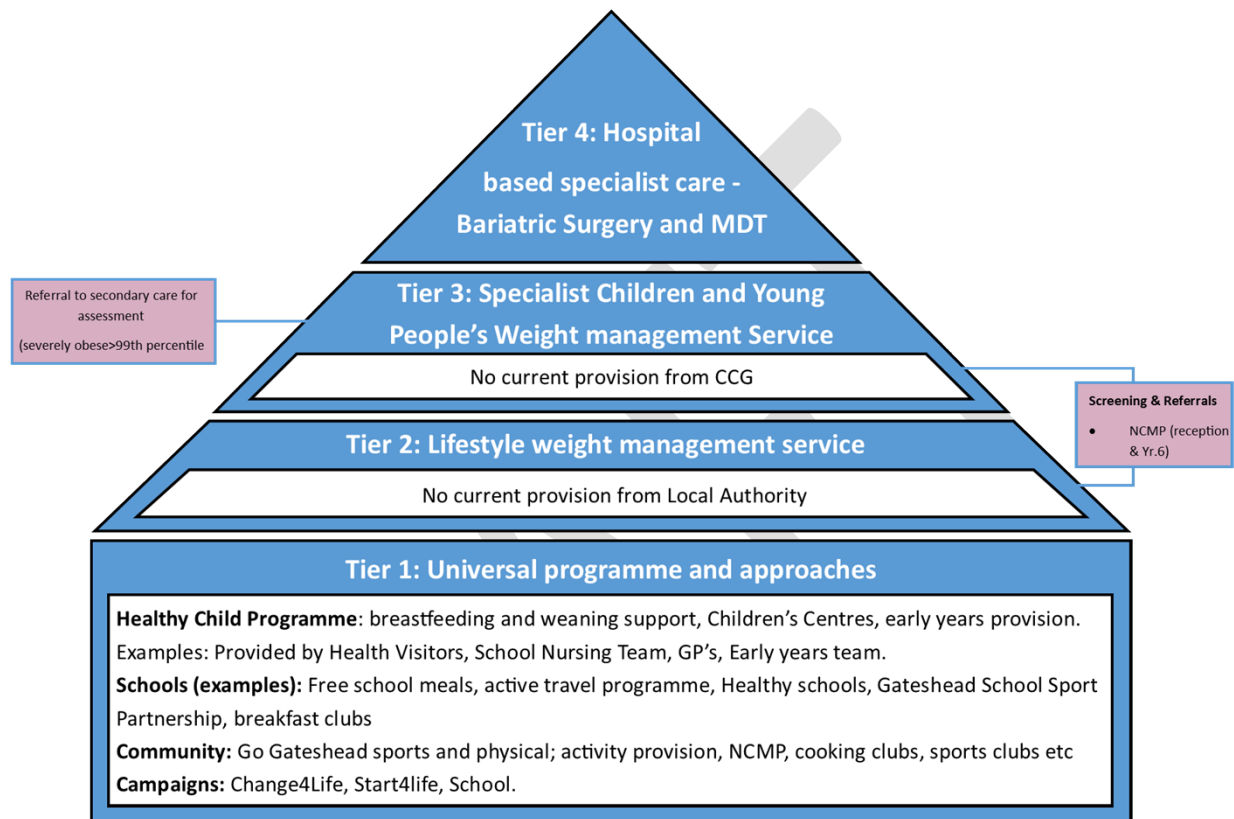 Tier 4: Hospital
based specialist care -
Bariatric Surgery and MDT
Tier 3: Specialist Children and Young
People's Weight management Service
No current provision from CCG
Referral to secondary care for
assessment
(severely obese>99th percentile
Screening & Referrals
• NCMP (reception
& Yr.6)
Tier 2: Lifestyle weight management service
No current provision from Local Authority
Tier 1: Universal programme and approaches
Healthy Child Programme: breastfeeding and weaning support, Children's Centres, early years provision.
Examples: Provided by Health Visitors, School Nursing Team, GP's, Early years team.
Schools (examples): Free school meals, active travel programme, Healthy schools, Gateshead School Sport
Partnership, breakfast clubs
Community: Go Gateshead sports and physical; activity provision, NCMP, cooking clubs, sports clubs etc
Campaigns: Change4Life, Start4life, School.